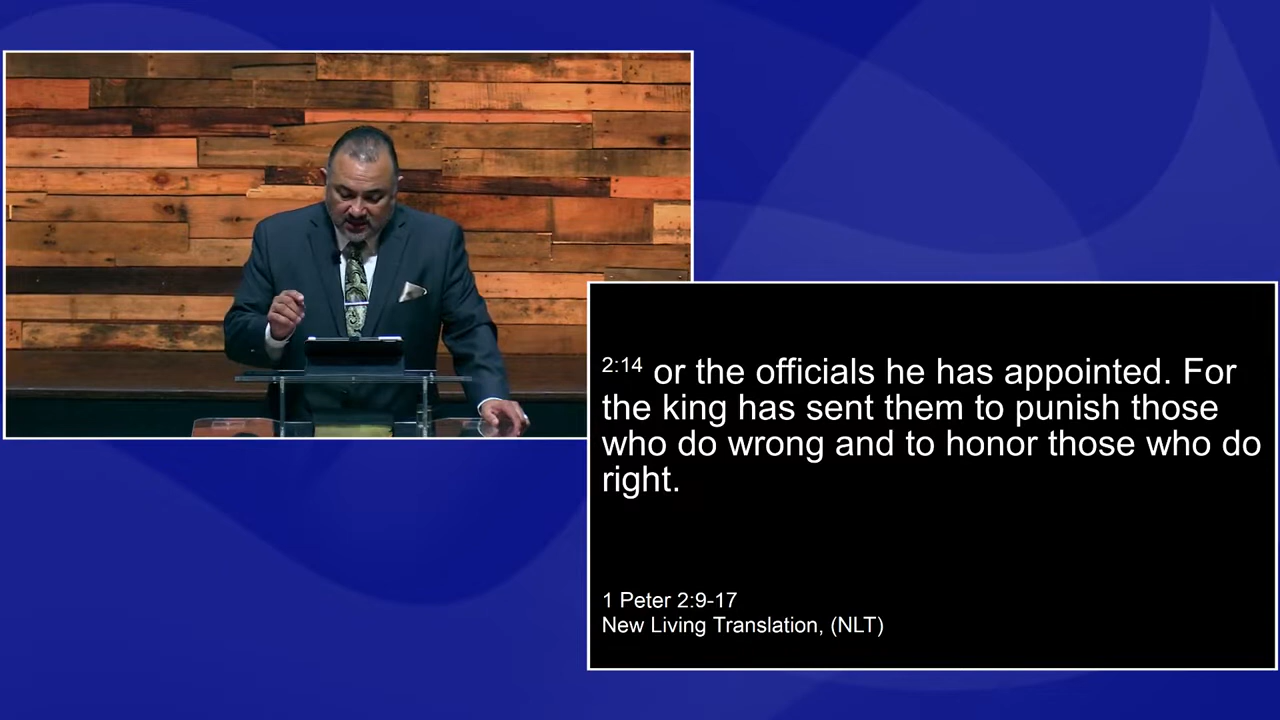 2:14 or the officials he has appointed. For
the king has sent them to punish those
who do wrong and to honor those who do
right.
1 Peter 2:9-17
New Living Translation, (NLT)